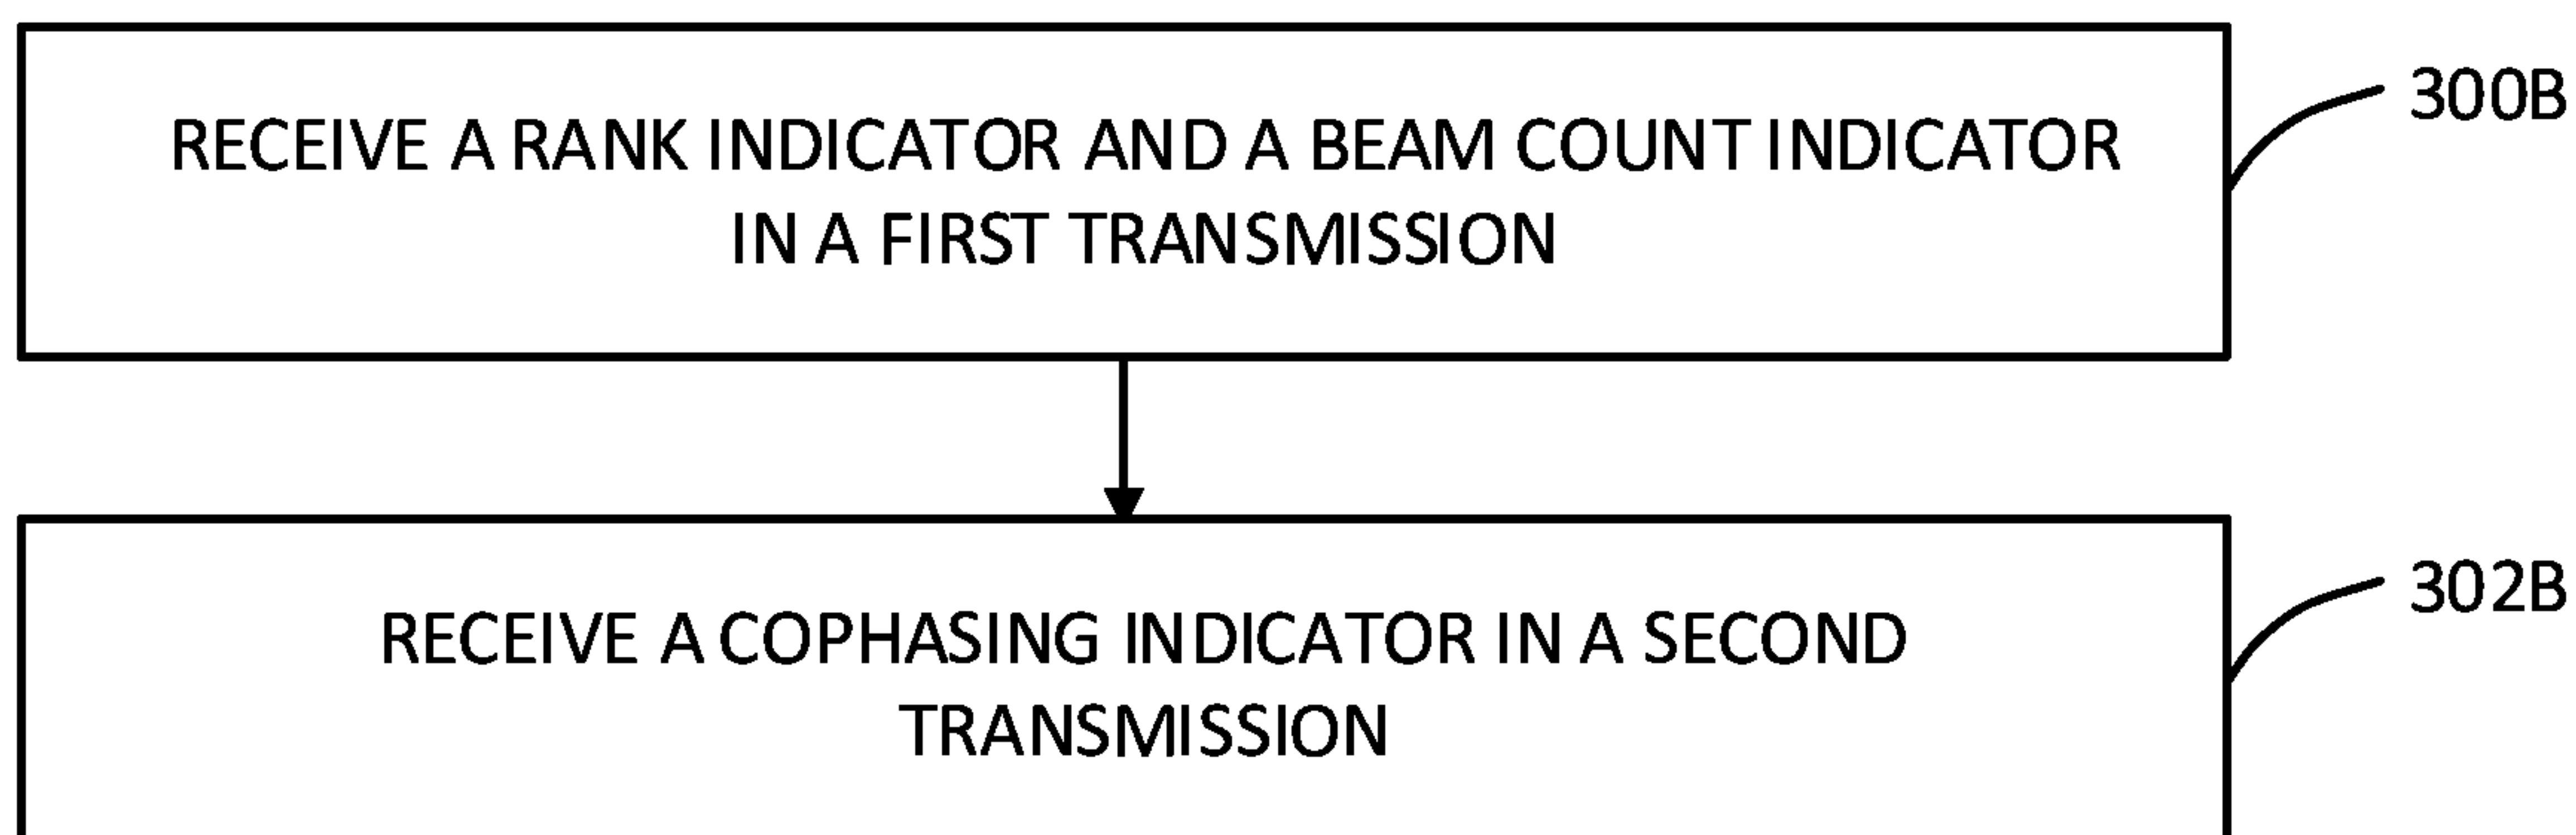 RECEIVE A RANK INDICATOR AND A BEAM COUNT INDICATOR
IN A FIRST TRANSMISSION
300B
RECEIVE A COPHASING INDICATOR IN A SECOND
TRANSMISSION
302B